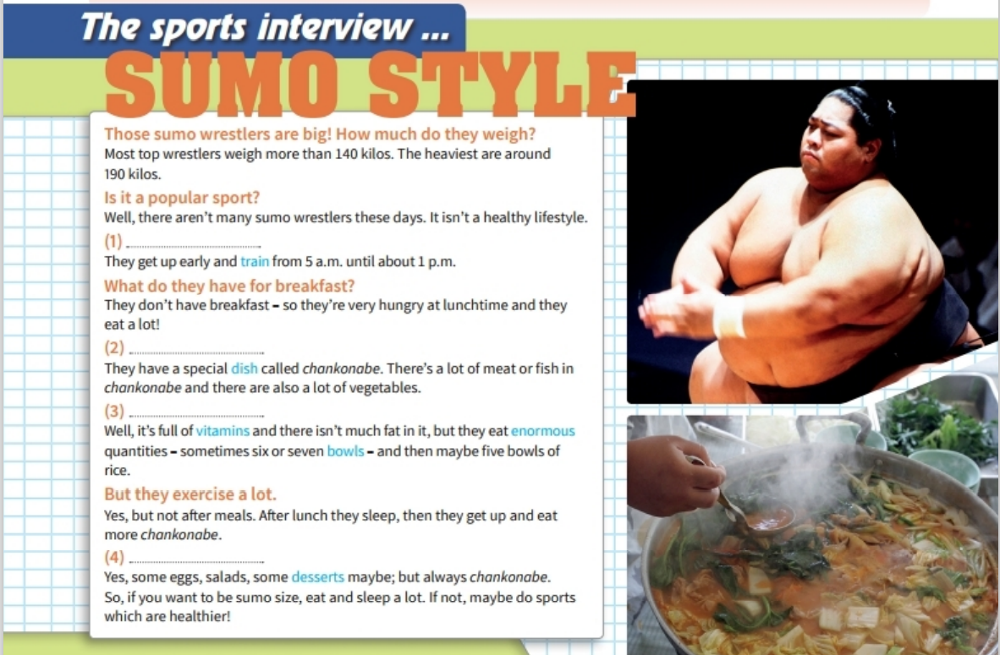 The sports interview ...
SUMO STYLE
Those sumo wrestlers are big! How much do they weigh?
Most top wrestlers weigh more than 140 kilos. The heaviest are around
190 kilos.
Is it a popular sport?
Well, there aren't many sumo wrestlers these days. It isn't a healthy lifestyle.
(1) ........................................
They get up early and train from 5 a.m. until about 1 p.m.
What do they have for breakfast?
They don't have breakfast – so they're very hungry at lunchtime and they
eat a lot!
(2) ........................................
They have a special dish called chankonabe. There's a lot of meat or fish in
chankonabe and there are also a lot of vegetables.
(3) ........................................
Well, it's full of vitamins and there isn't much fat in it, but they eat enormous
quantities – sometimes six or seven bowls – and then maybe five bowls of
rice.
But they exercise a lot.
Yes, but not after meals. After lunch they sleep, then they get up and eat
more chankonabe.
(4) ........................................
Yes, some eggs, salads, some desserts maybe; but always chankonabe.
So, if you want to be sumo size, eat and sleep a lot. If not, maybe do sports
which are healthier!